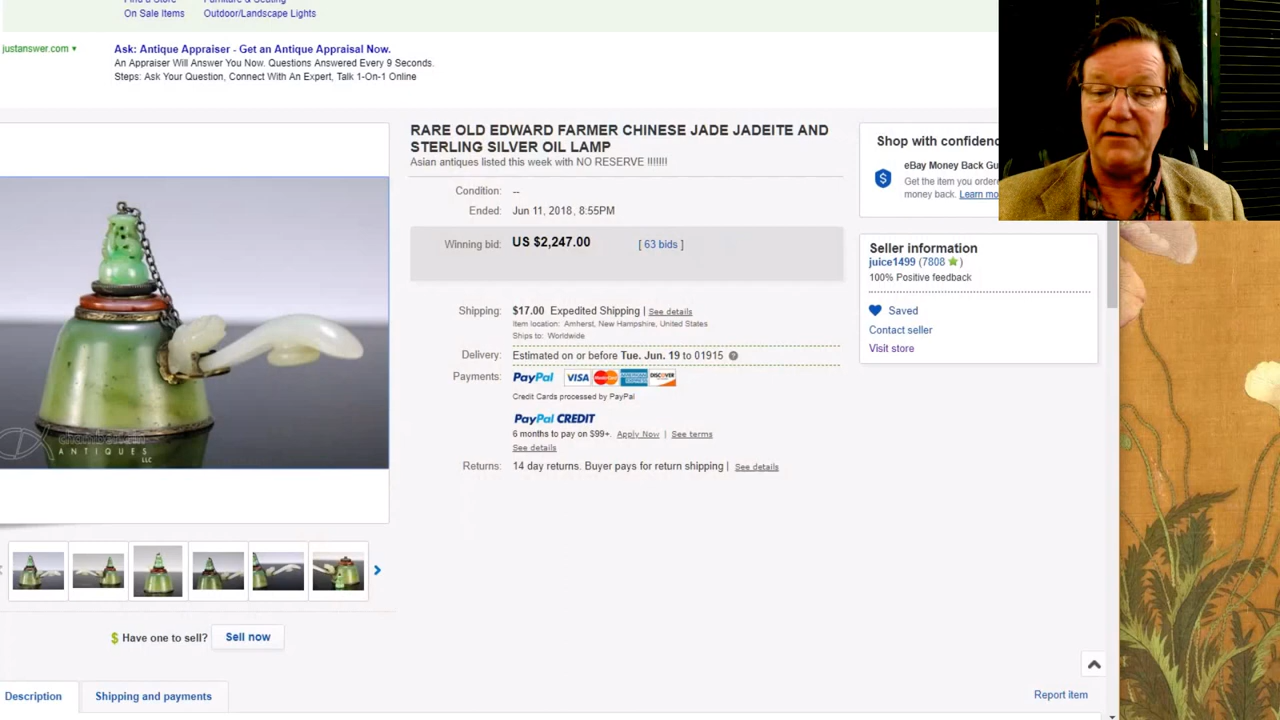 On Sale Items
Outdoor/Landscape Lights
justanswer.com
Ask: Antique Appraiser - Get an Antique Appraisal Now.
An Appraiser Will Answer You Now. Questions Answered Every 9 Seconds.
Steps: Ask Your Question, Connect With An Expert, Talk 1-On-1 Online
RARE OLD EDWARD FARMER CHINESE JADE JADEITE AND
STERLING SILVER OIL LAMP
Asian antiques listed this week with NO RESERVE !!!!!!!
Condition: --
Ended: Jun 11, 2018 , 8:55PM
Winning bid: US $2,247.00 [ 63 bids ]
Shipping: $17.00 Expedited Shipping | See details
Item location: Amherst, New Hampshire, United States
Ships to: Worldwide
Delivery: Estimated on or before Tue. Jun. 19 to 01915 ?
Payments: PayPal VISA MasterCard DISCOVER
Credit Cards processed by PayPal
PayPal CREDIT
6 months to pay on $99+. Apply Now | See terms
See details
Returns: 14 day returns. Buyer pays for return shipping | See details
Shop with confidenc
eBay Money Back Gu
Get the item you ordere
money back. Learn mo
Seller information
juice1499 (7808 )
100% Positive feedback
Saved
Contact seller
Visit store
ANTIQUES
LLC
$ Have one to sell? Sell now
Description
Shipping and payments
Report item